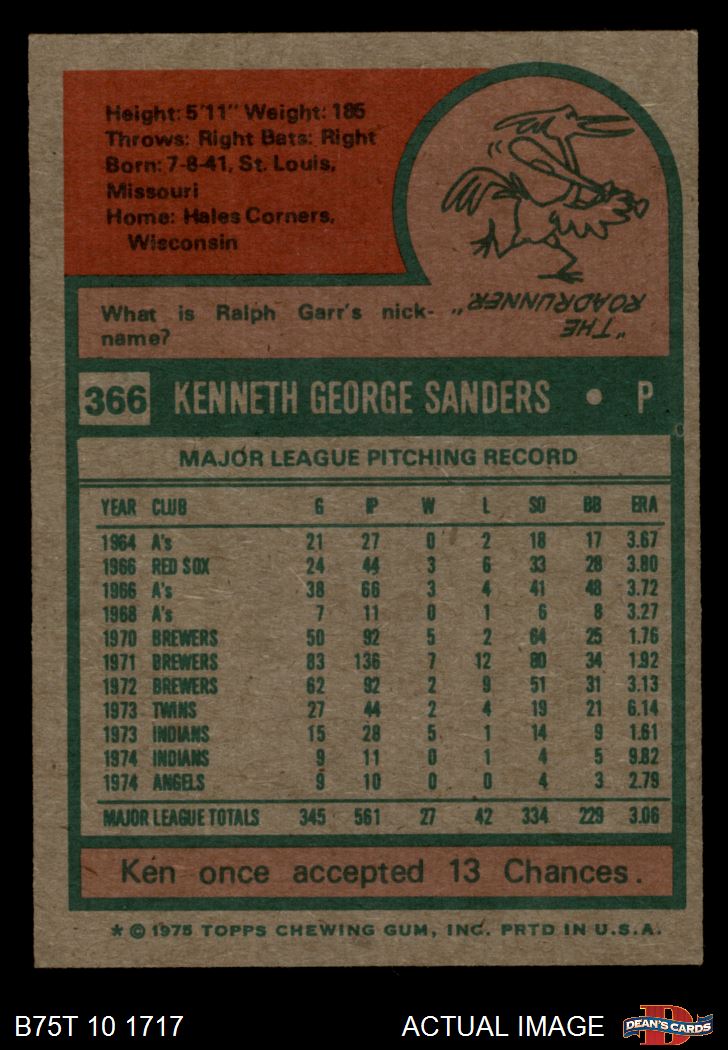 Height: 5'11" Weight: 185
Throws: Right Bats: Right
Born: 7-8-41, St. Louis,
Missouri
Home: Hales Corners,
Wisconsin
What is Ralph Garr's nick-
name?
"THE
ROADRUNNER"
366 KENNETH GEORGE SANDERS • P
MAJOR LEAGUE PITCHING RECORD
YEAR CLUB G IP W L SO BB ERA
1964 A's 21 27 0 2 18 17 3.67
1966 RED SOX 24 44 3 6 33 28 3.80
1966 A's 38 66 3 4 41 48 3.72
1968 A's 7 11 0 1 6 8 3.27
1970 BREWERS 50 92 5 2 64 25 1.76
1971 BREWERS 83 136 7 12 80 34 1.92
1972 BREWERS 62 92 2 9 51 31 3.13
1973 TWINS 27 44 2 4 19 21 6.14
1973 INDIANS 15 28 5 1 14 9 1.61
1974 INDIANS 9 11 0 1 4 5 9.82
1974 ANGELS 9 10 0 0 4 3 2.79
MAJOR LEAGUE TOTALS 345 561 27 42 334 229 3.06
Ken once accepted 13 Chances.
* © 1975 TOPPS CHEWING GUM, INC. PRTD IN U.S.A.
B75T 10 1717 ACTUAL IMAGE
DEAN'S CARDS